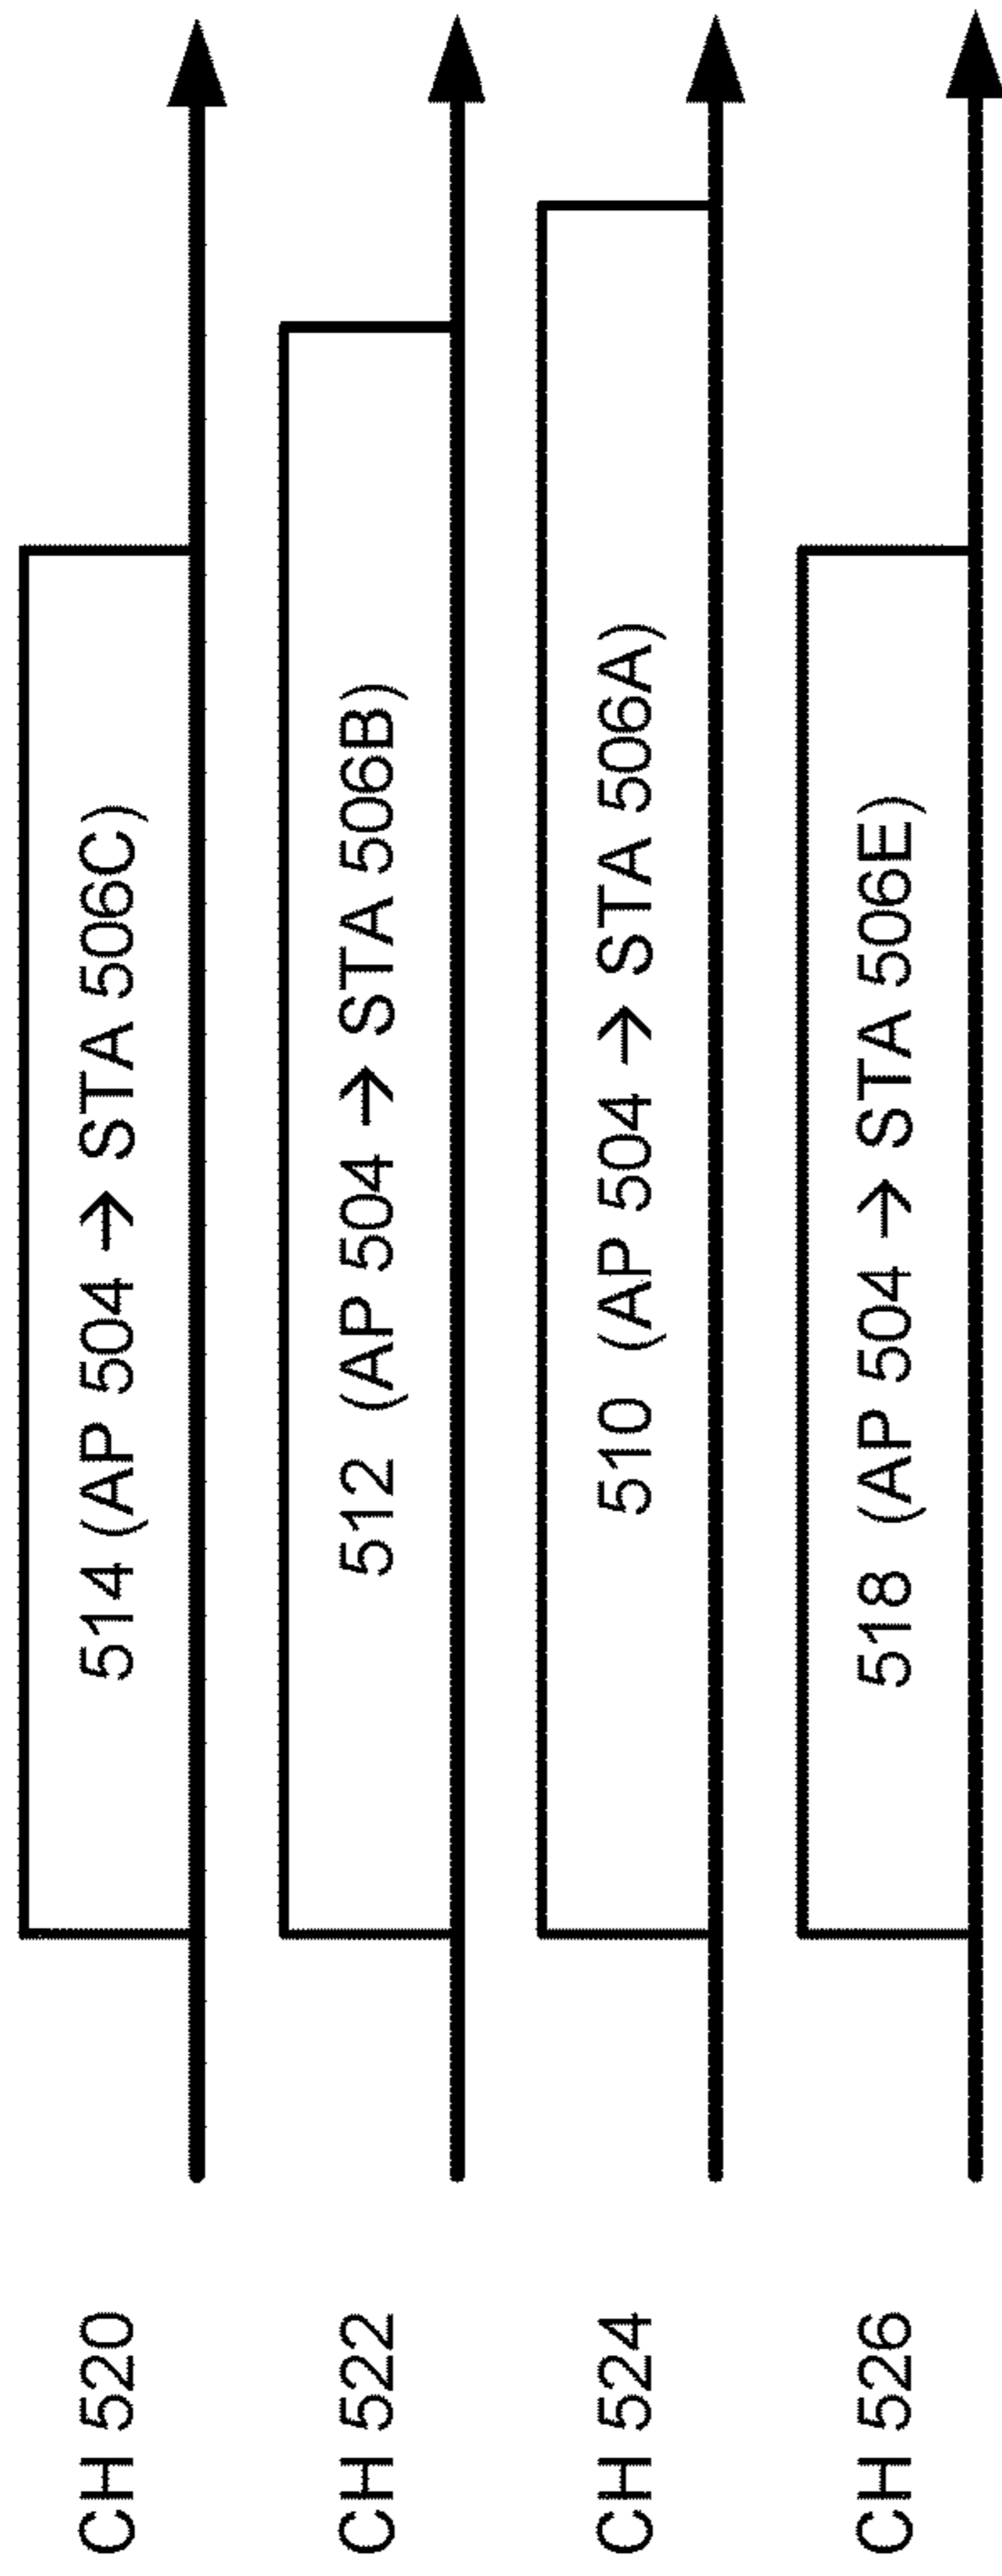 CH 520
514 (AP 504 → STA 506C)
CH 522
512 (AP 504 → STA 506B)
CH 524
510 (AP 504 → STA 506A)
CH 526
518 (AP 504 → STA 506E)